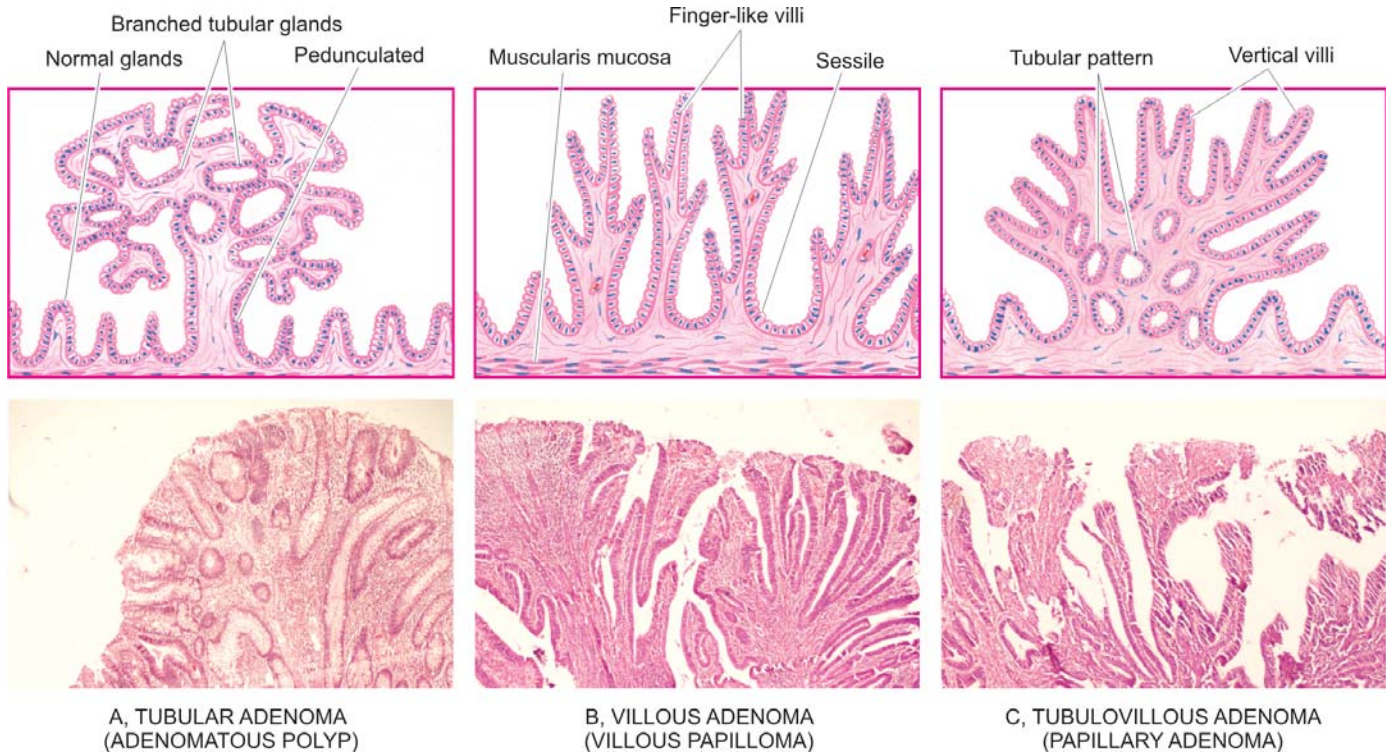 Branched tubular glands
Normal glands
Pedunculated
Finger-like villi
Muscularis mucosa
Sessile
Tubular pattern
Vertical villi
A, TUBULAR ADENOMA
(ADENOMATOUS POLYP)
B, VILLOUS ADENOMA
(VILLOUS PAPILLOMA)
C, TUBULOVILLOUS ADENOMA
(PAPILLARY ADENOMA)